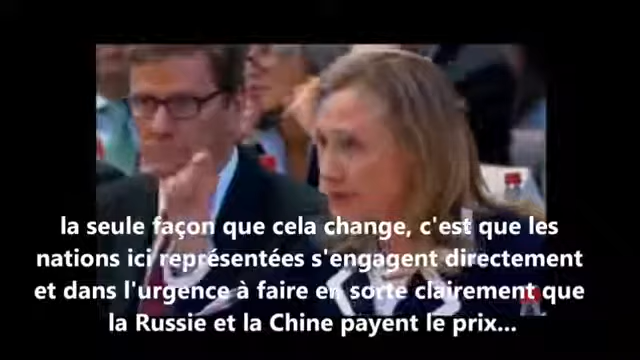 la seule façon que cela change, c'est que les
nations ici représentées s'engagent directement
et dans l'urgence à faire en sorte clairement que
la Russie et la Chine payent le prix...